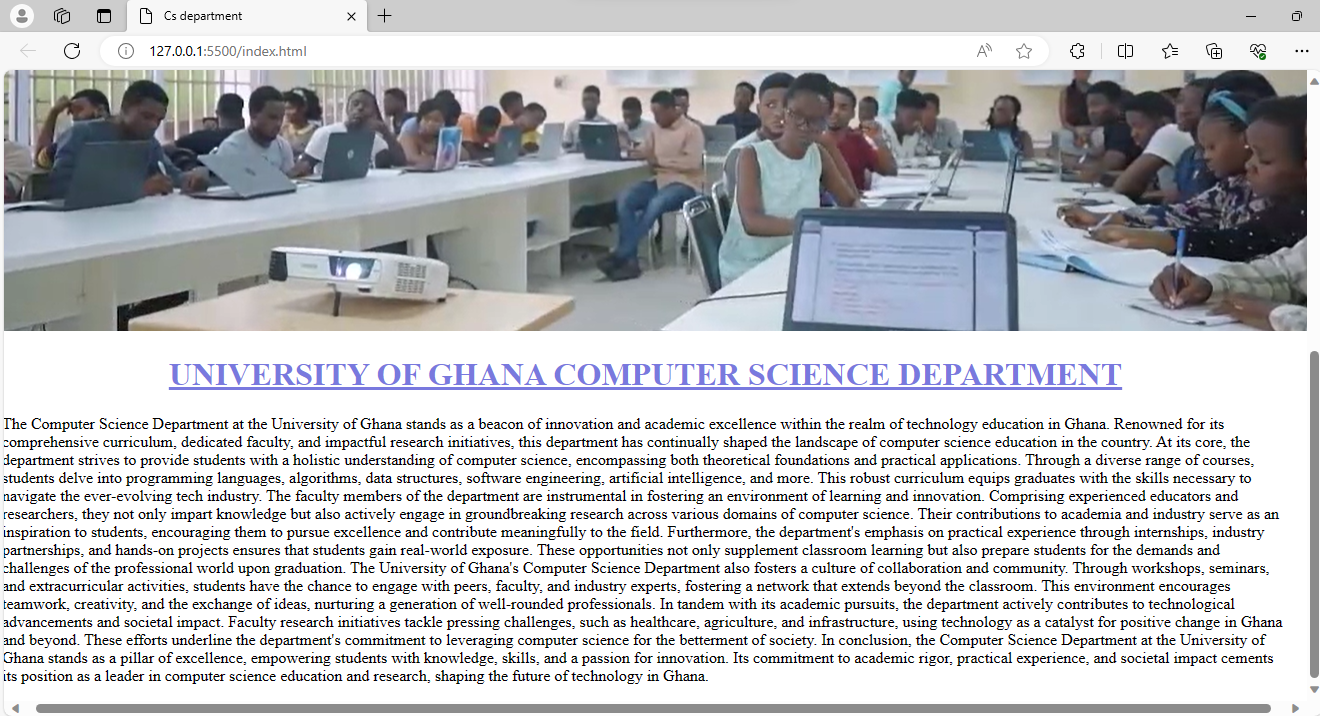 Cs department
127.0.0.1:5500/index.html
UNIVERSITY OF GHANA COMPUTER SCIENCE DEPARTMENT
The Computer Science Department at the University of Ghana stands as a beacon of innovation and academic excellence within the realm of technology education in Ghana. Renowned for its
comprehensive curriculum, dedicated faculty, and impactful research initiatives, this department has continually shaped the landscape of computer science education in the country. At its core, the
department strives to provide students with a holistic understanding of computer science, encompassing both theoretical foundations and practical applications. Through a diverse range of courses,
students delve into programming languages, algorithms, data structures, software engineering, artificial intelligence, and more. This robust curriculum equips graduates with the skills necessary to
navigate the ever-evolving tech industry. The faculty members of the department are instrumental in fostering an environment of learning and innovation. Comprising experienced educators and
researchers, they not only impart knowledge but also actively engage in groundbreaking research across various domains of computer science. Their contributions to academia and industry serve as an
inspiration to students, encouraging them to pursue excellence and contribute meaningfully to the field. Furthermore, the department's emphasis on practical experience through internships, industry
partnerships, and hands-on projects ensures that students gain real-world exposure. These opportunities not only supplement classroom learning but also prepare students for the demands and
challenges of the professional world upon graduation. The University of Ghana's Computer Science Department also fosters a culture of collaboration and community. Through workshops, seminars,
and extracurricular activities, students have the chance to engage with peers, faculty, and industry experts, fostering a network that extends beyond the classroom. This environment encourages
teamwork, creativity, and the exchange of ideas, nurturing a generation of well-rounded professionals. In tandem with its academic pursuits, the department actively contributes to technological
advancements and societal impact. Faculty research initiatives tackle pressing challenges, such as healthcare, agriculture, and infrastructure, using technology as a catalyst for positive change in Ghana
and beyond. These efforts underline the department's commitment to leveraging computer science for the betterment of society. In conclusion, the Computer Science Department at the University of
Ghana stands as a pillar of excellence, empowering students with knowledge, skills, and a passion for innovation. Its commitment to academic rigor, practical experience, and societal impact cements
its position as a leader in computer science education and research, shaping the future of technology in Ghana.